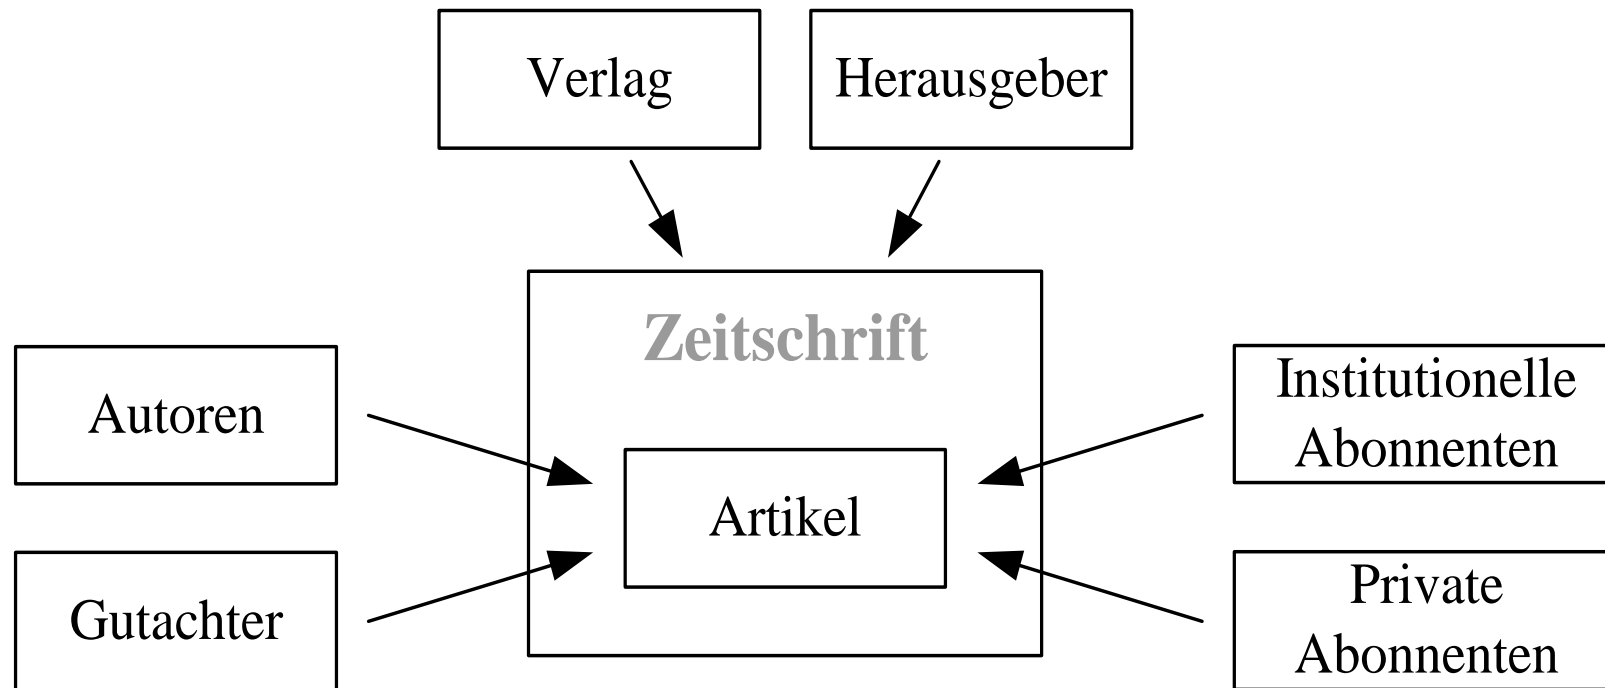 Verlag
Herausgeber
Zeitschrift
Autoren
Artikel
Gutachter
Institutionelle
Abonnenten
Private
Abonnenten